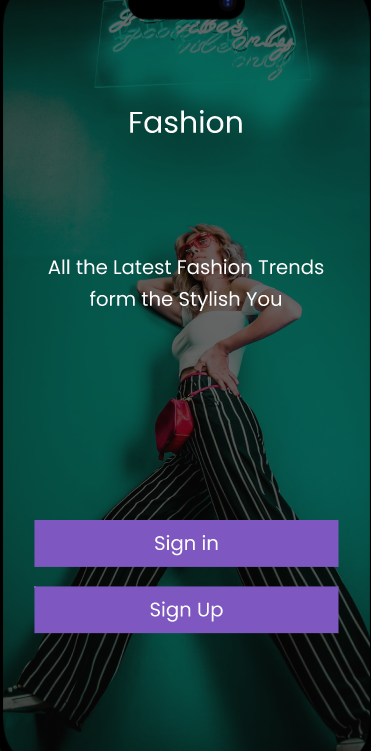 good vibes only
Fashion
All the Latest Fashion Trends
form the Stylish You
Sign in
Sign Up